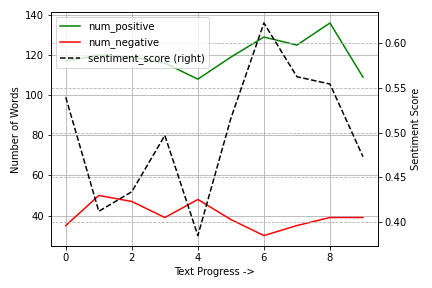 num_positive
num_negative
sentiment_score (right)
140
120
100
80
60
40
0.60
0.55
0.50
0.45
0.40
0 2 4 6 8
Number of Words
Sentiment Score
Text Progress ->